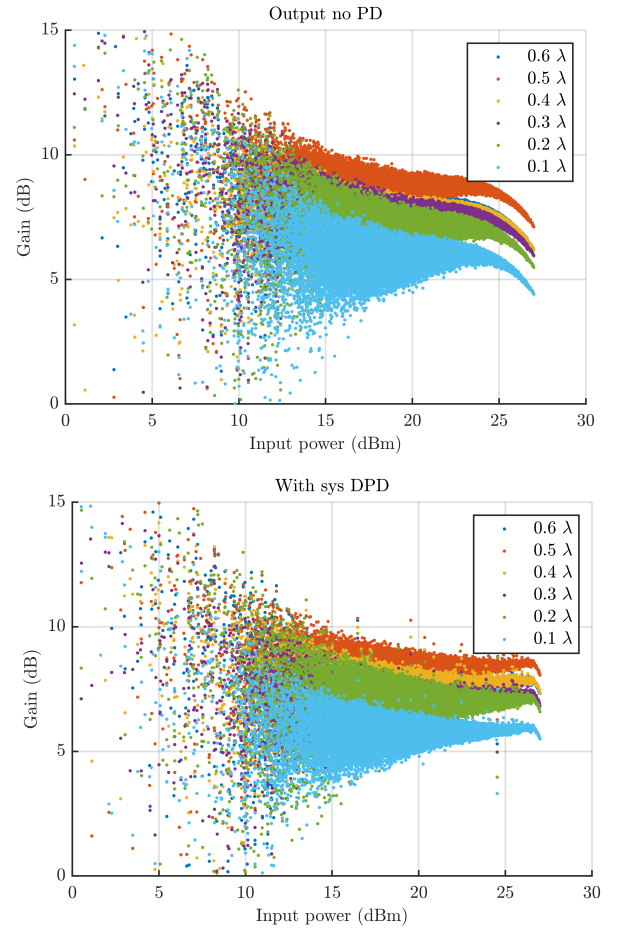 Output no PD
15
10
5
0
Gain (dB)
0.6 λ
0.5 λ
0.4 λ
0.3 λ
0.2 λ
0.1 λ
0 5 10 15 20 25 30
Input power (dBm)
With sys DPD
15
10
5
0
Gain (dB)
0.6 λ
0.5 λ
0.4 λ
0.3 λ
0.2 λ
0.1 λ
0 5 10 15 20 25 30
Input power (dBm)